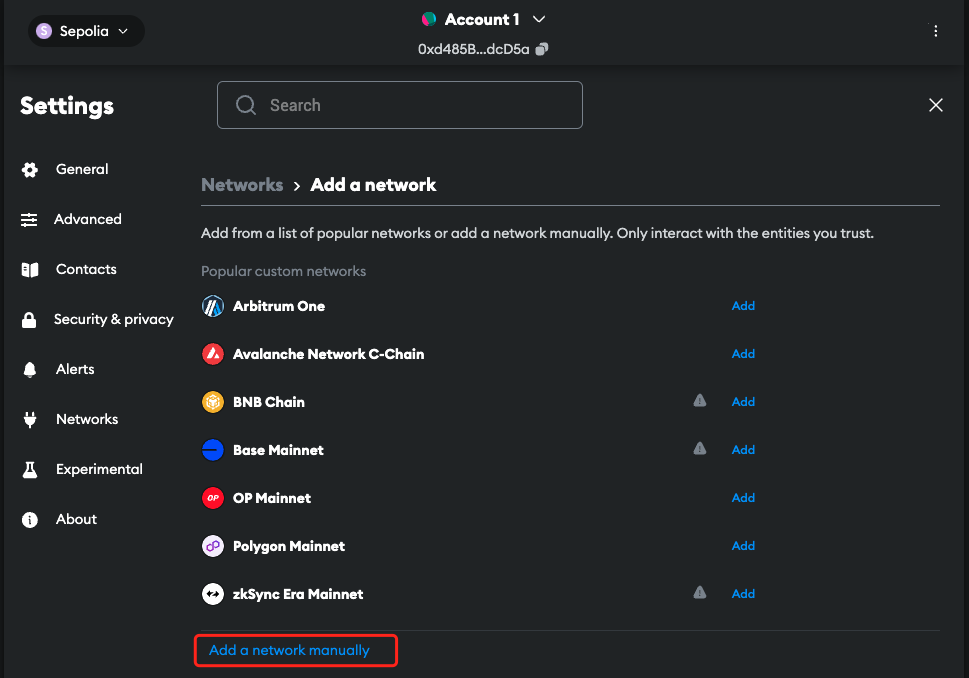 S Sepolia
Account 1
0xd485B...dcD5a
Settings
Search
General
Advanced
Contacts
Security & privacy
Alerts
Networks
Experimental
About
Networks > Add a network
Add from a list of popular networks or add a network manually. Only interact with the entities you trust.
Popular custom networks
Arbitrum One Add
Avalanche Network C-Chain Add
BNB Chain Add
Base Mainnet Add
OP OP Mainnet Add
Polygon Mainnet Add
zkSync Era Mainnet Add
Add a network manually